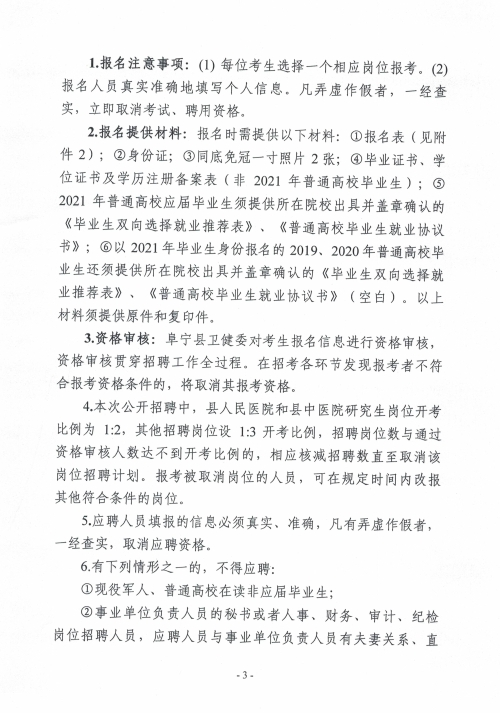 1.报名注意事项：(1) 每位考生选择一个相应岗位报考。(2)
报名人员真实准确地填写个人信息。凡弄虚作假者，一经查
实，立即取消考试、聘用资格。
2.报名提供材料：报名时需提供以下材料：①报名表（见附
件 2）；②身份证；③同底免冠一寸照片 2 张；④毕业证书、学
位证书及学历注册备案表（非 2021 年普通高校毕业生）；⑤
2021 年普通高校应届毕业生须提供所在院校出具并盖章确认的
《毕业生双向选择就业推荐表》、《普通高校毕业生就业协议
书》；⑥以 2021 年毕业生身份报名的 2019、2020 年普通高校毕
业生还须提供所在院校出具并盖章确认的《毕业生双向选择就
业推荐表》、《普通高校毕业生就业协议书》（空白）。以上
材料须提供原件和复印件。
3.资格审核：阜宁县卫健委对考生报名信息进行资格审核，
资格审核贯穿招聘工作全过程。在招考各环节发现报考者不符
合报考资格条件的，将取消其报考资格。
4.本次公开招聘中，县人民医院和县中医院研究生岗位开考
比例为 1:2，其他招聘岗位设 1:3 开考比例，招聘岗位数与通过
资格审核人数达不到开考比例的，相应核减招聘数直至取消该
岗位招聘计划。报考被取消岗位的人员，可在规定时间内改报
其他符合条件的岗位。
5.应聘人员填报的信息必须真实、准确，凡有弄虚作假者，
一经查实，取消应聘资格。
6.有下列情形之一的，不得应聘：
①现役军人、普通高校在读非应届毕业生；
②事业单位负责人员的秘书或者人事、财务、审计、纪检
岗位招聘人员，应聘人员与事业单位负责人员有夫妻关系、直
- 3 -